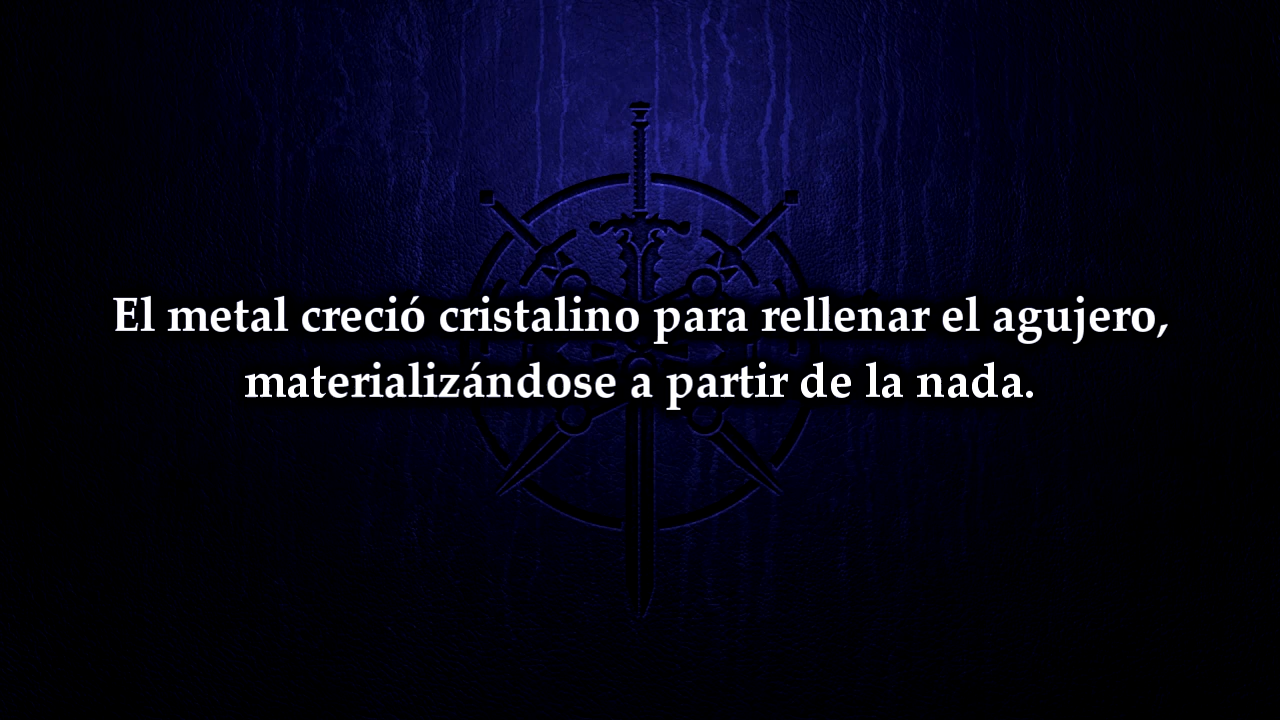 El metal creció cristalino para rellenar el agujero,
materializándose a partir de la nada.